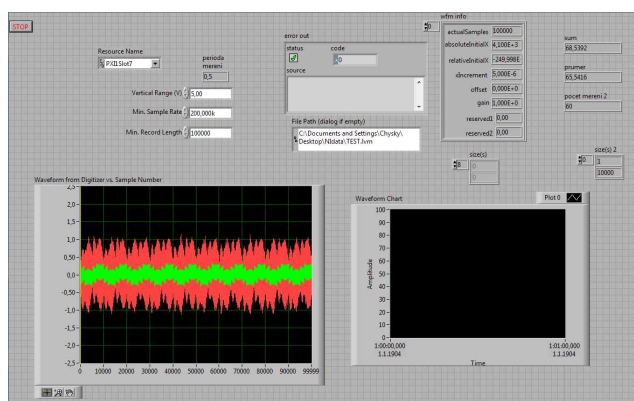 STOP
Resource Name
PXI1Slot7
perioda
mereni
0,5
Vertical Range (V)
5,00
Min. Sample Rate
200,000k
Min. Record Length
100000
error out
status
code
0
source
File Path (dialog if empty)
C:\Documents and Settings\Chysky\
Desktop\NIdata\TEST.lvm
wfm info
0
actualSamples 100000
absoluteInitialX 4,100E+3
relativeInitialX -249,998E
xIncrement 5,000E-6
offset 0,000E+0
gain 1,000E+0
reserved1 0,00
reserved2 0,00
sum
68,5392
prumer
65,5416
pocet mereni 2
60
size(s)
8
0
0
size(s) 2
0
1
10000
Waveform from Digitizer vs. Sample Number
2,5
2,0
1,5
1,0
0,50
0,0
-0,50
-1,0
-1,5
-2,0
-2,5
0 10000 20000 30000 40000 50000 60000 70000 80000 90000 99999
Waveform Chart
Plot 0
Amplitude
100
90
80
70
60
50
40
30
20
10
0
1:00:00,000
1.1.1904
1:01:00,000
1.1.1904
Time